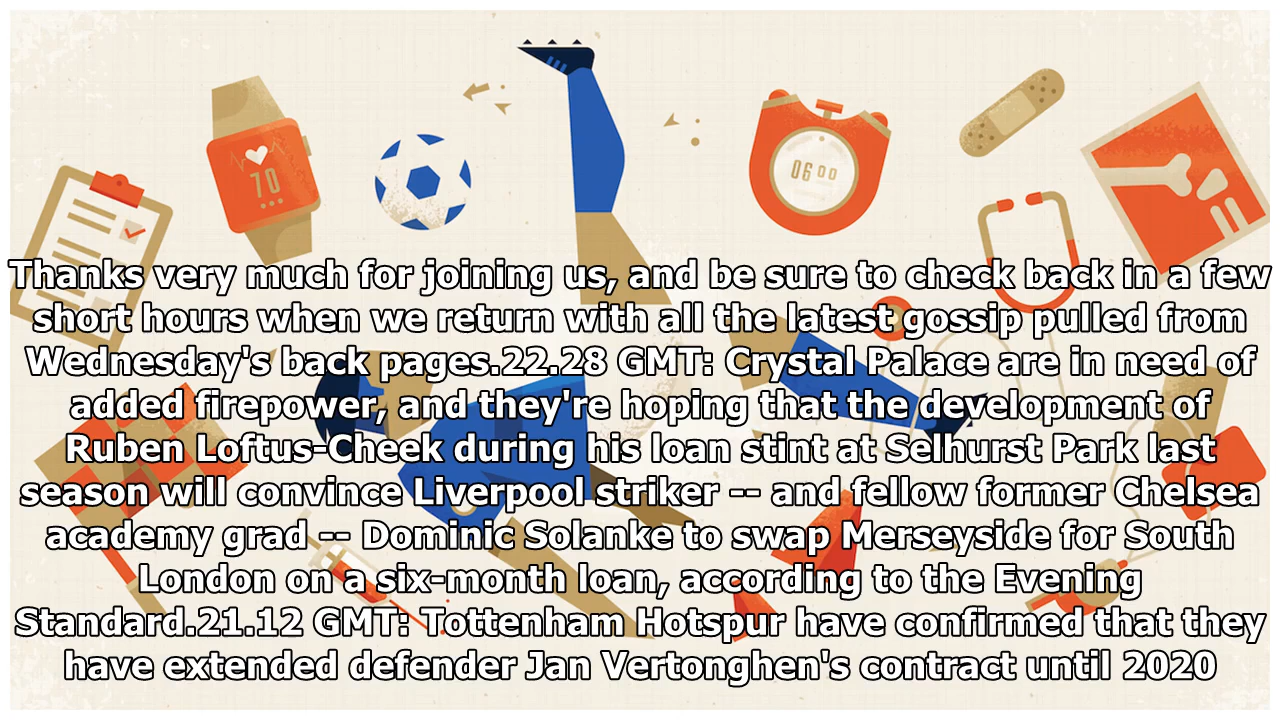 70
06 00
Thanks very much for joining us, and be sure to check back in a few
short hours when we return with all the latest gossip pulled from
Wednesday's back pages.22.28 GMT: Crystal Palace are in need of
added firepower, and they're hoping that the development of
Ruben Loftus-Cheek during his loan stint at Selhurst Park last
season will convince Liverpool striker -- and fellow former Chelsea
academy grad -- Dominic Solanke to swap Merseyside for South
London on a six-month loan, according to the Evening
Standard.21.12 GMT: Tottenham Hotspur have confirmed that they
have extended defender Jan Vertonghen's contract until 2020